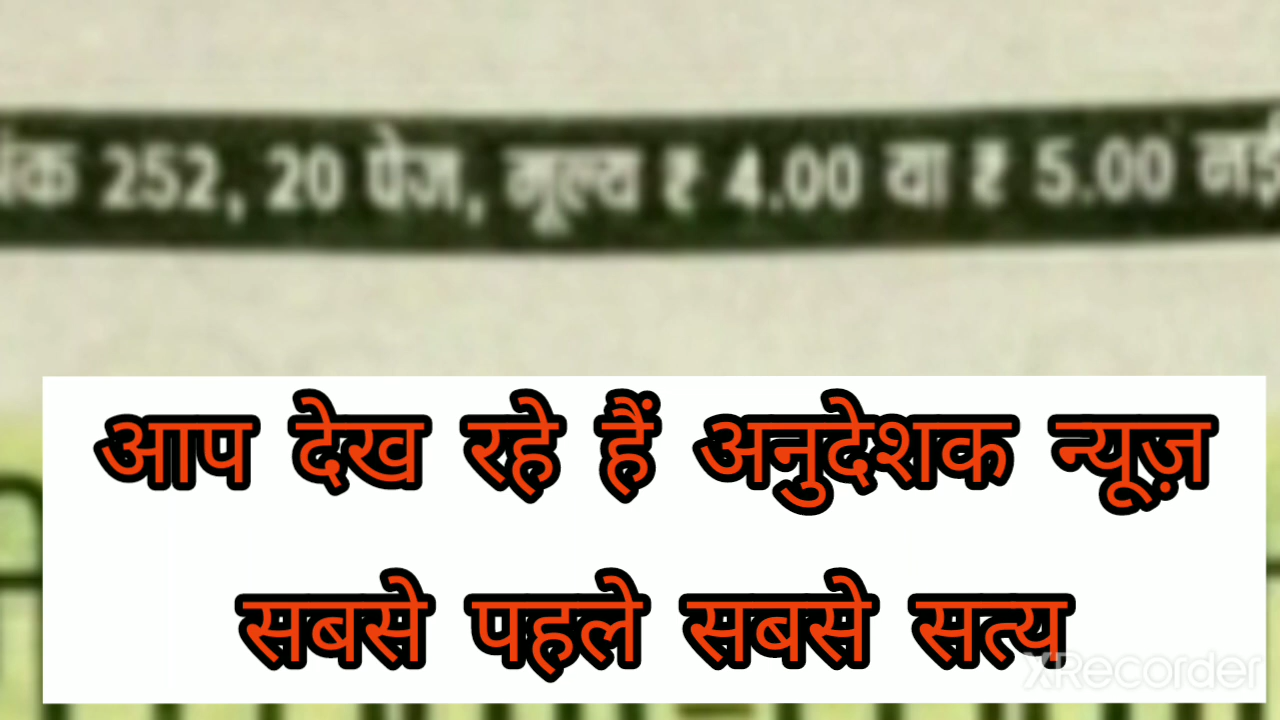 252, 20 पेज, मूल्य ₹ 4.00 या ₹ 5.00
आप देख रहे हैं अनुदेशक न्यूज़
सबसे पहले सबसे सत्य
XRecorder